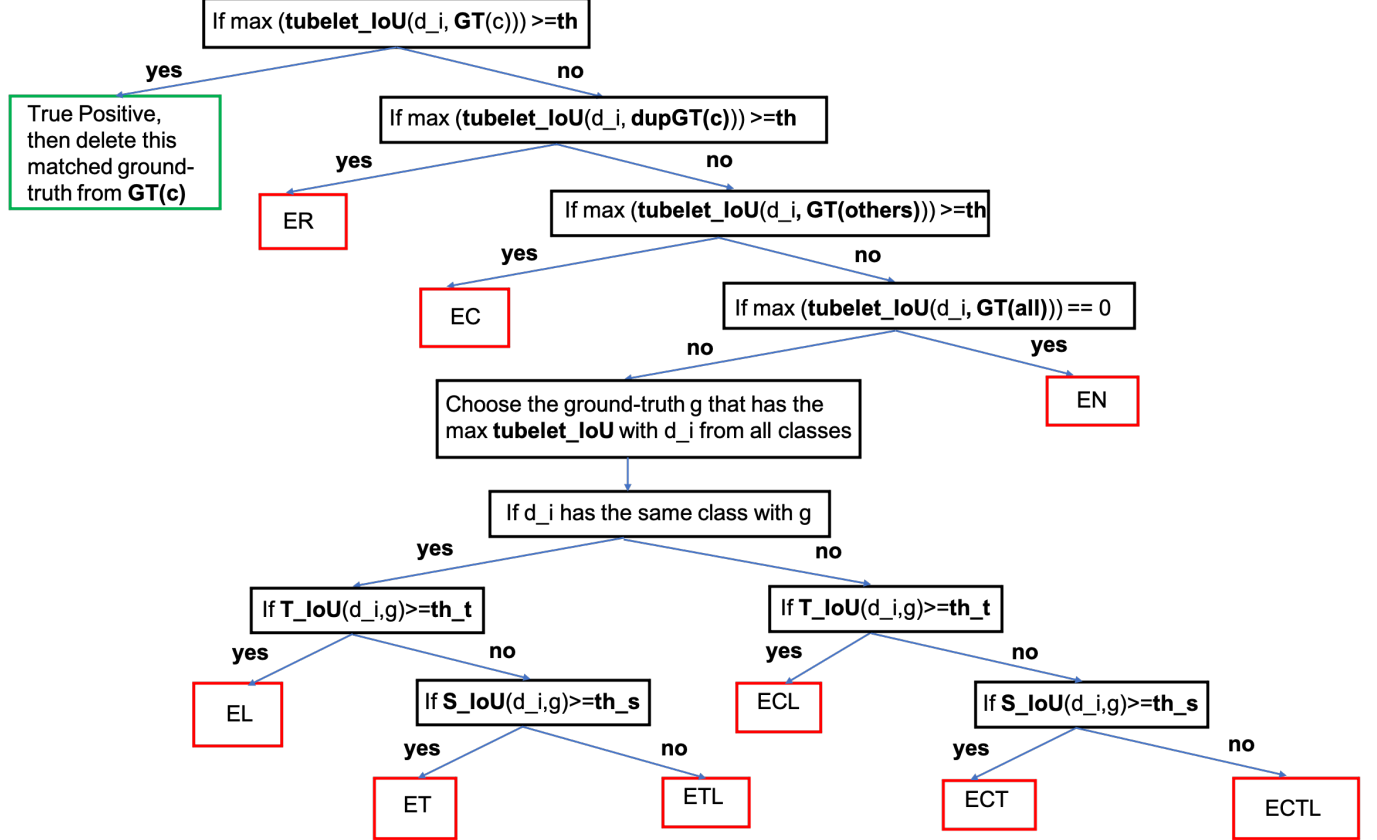 If max (tubelet_IoU(d_i, GT(c))) >=th
yes
no
True Positive,
then delete this
matched ground-
truth from GT(c)
If max (tubelet_IoU(d_i, dupGT(c))) >=th
yes
no
ER
If max (tubelet_IoU(d_i, GT(others))) >=th
yes
no
EC
If max (tubelet_IoU(d_i, GT(all))) == 0
no
yes
EN
Choose the ground-truth g that has the
max tubelet_IoU with d_i from all classes
If d_i has the same class with g
yes
no
If T_IoU(d_i,g)>=th_t
If T_IoU(d_i,g)>=th_t
yes
no
yes
no
EL
If S_IoU(d_i,g)>=th_s
ECL
If S_IoU(d_i,g)>=th_s
yes
no
yes
no
ET
ETL
ECT
ECTL